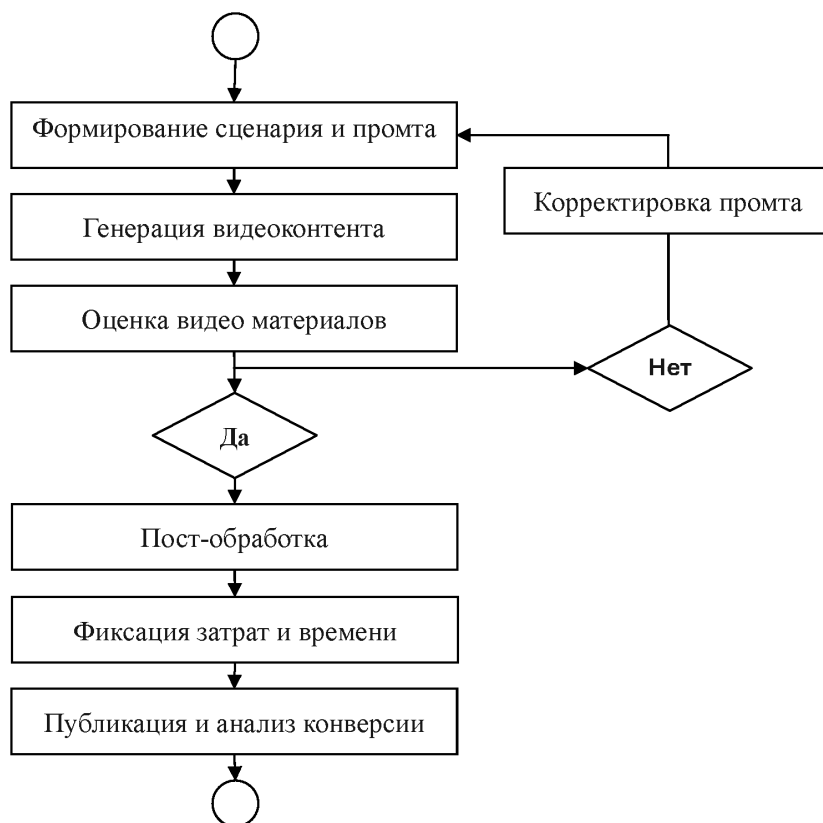 Формирование сценария и промта
Корректировка промта
Генерация видеоконтента
Оценка видео материалов
Нет
Да
Пост-обработка
Фиксация затрат и времени
Публикация и анализ конверсии